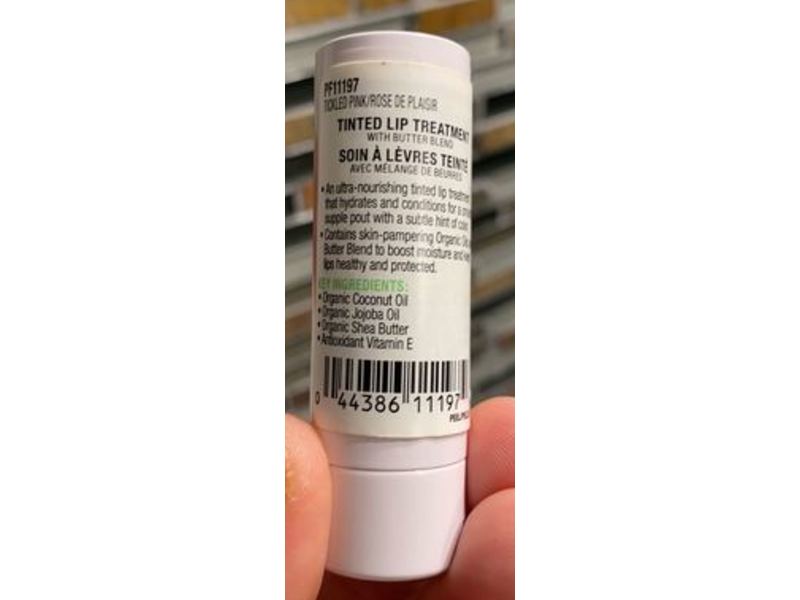 PF11197
TICKLED PINK/ROSE DE PLAISIR
TINTED LIP TREATMENT
WITH BUTTER BLEND
SOIN À LÈVRES TEINTÉ
AVEC MÉLANGE DE BEURRES
• An ultra-nourishing tinted lip treatment
that hydrates and conditions for a
supple pout with a subtle hint of color.
• Contains skin-pampering Organic
Butter Blend to boost moisture and
lips healthy and protected.
KEY INGREDIENTS:
• Organic Coconut Oil
• Organic Jojoba Oil
• Organic Shea Butter
• Antioxidant Vitamin E
0 44386 11197